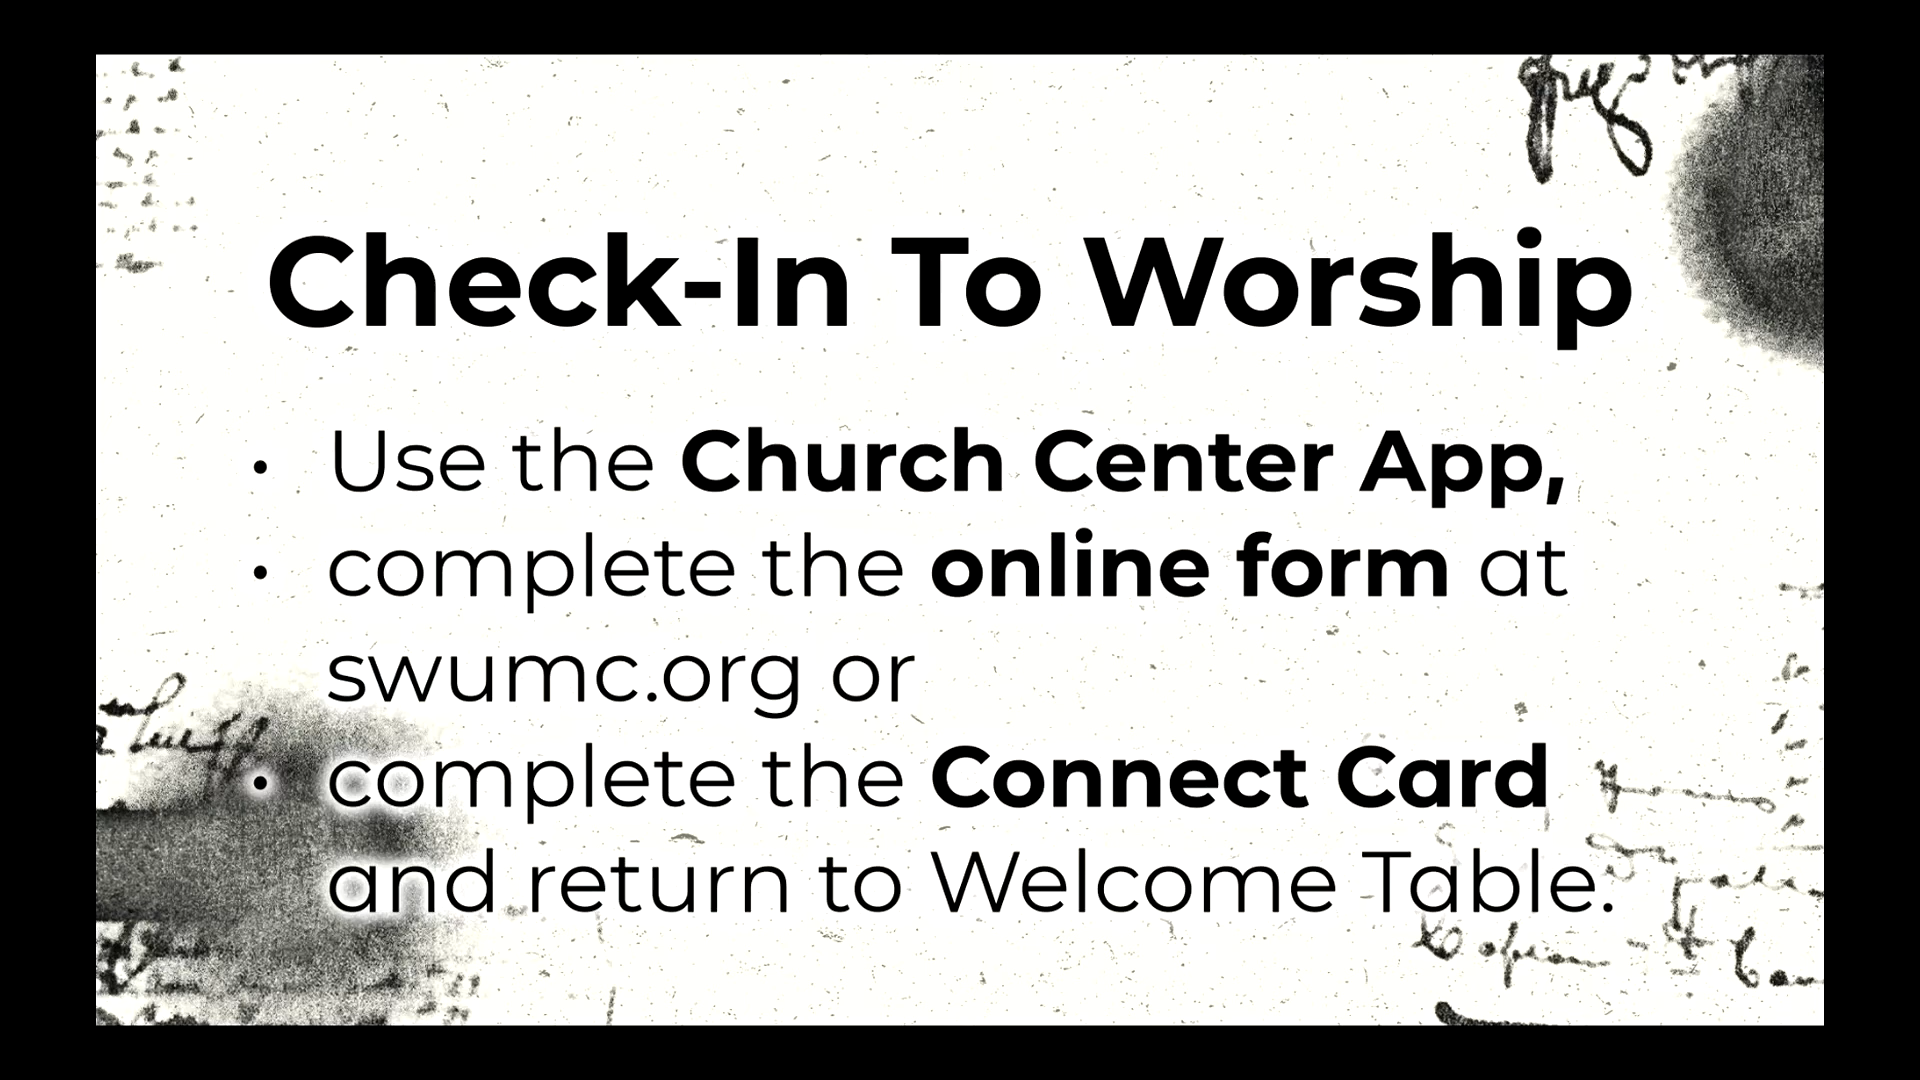 Check-In To Worship
• Use the Church Center App,
• complete the online form at
swumc.org or
• complete the Connect Card
and return to Welcome Table.